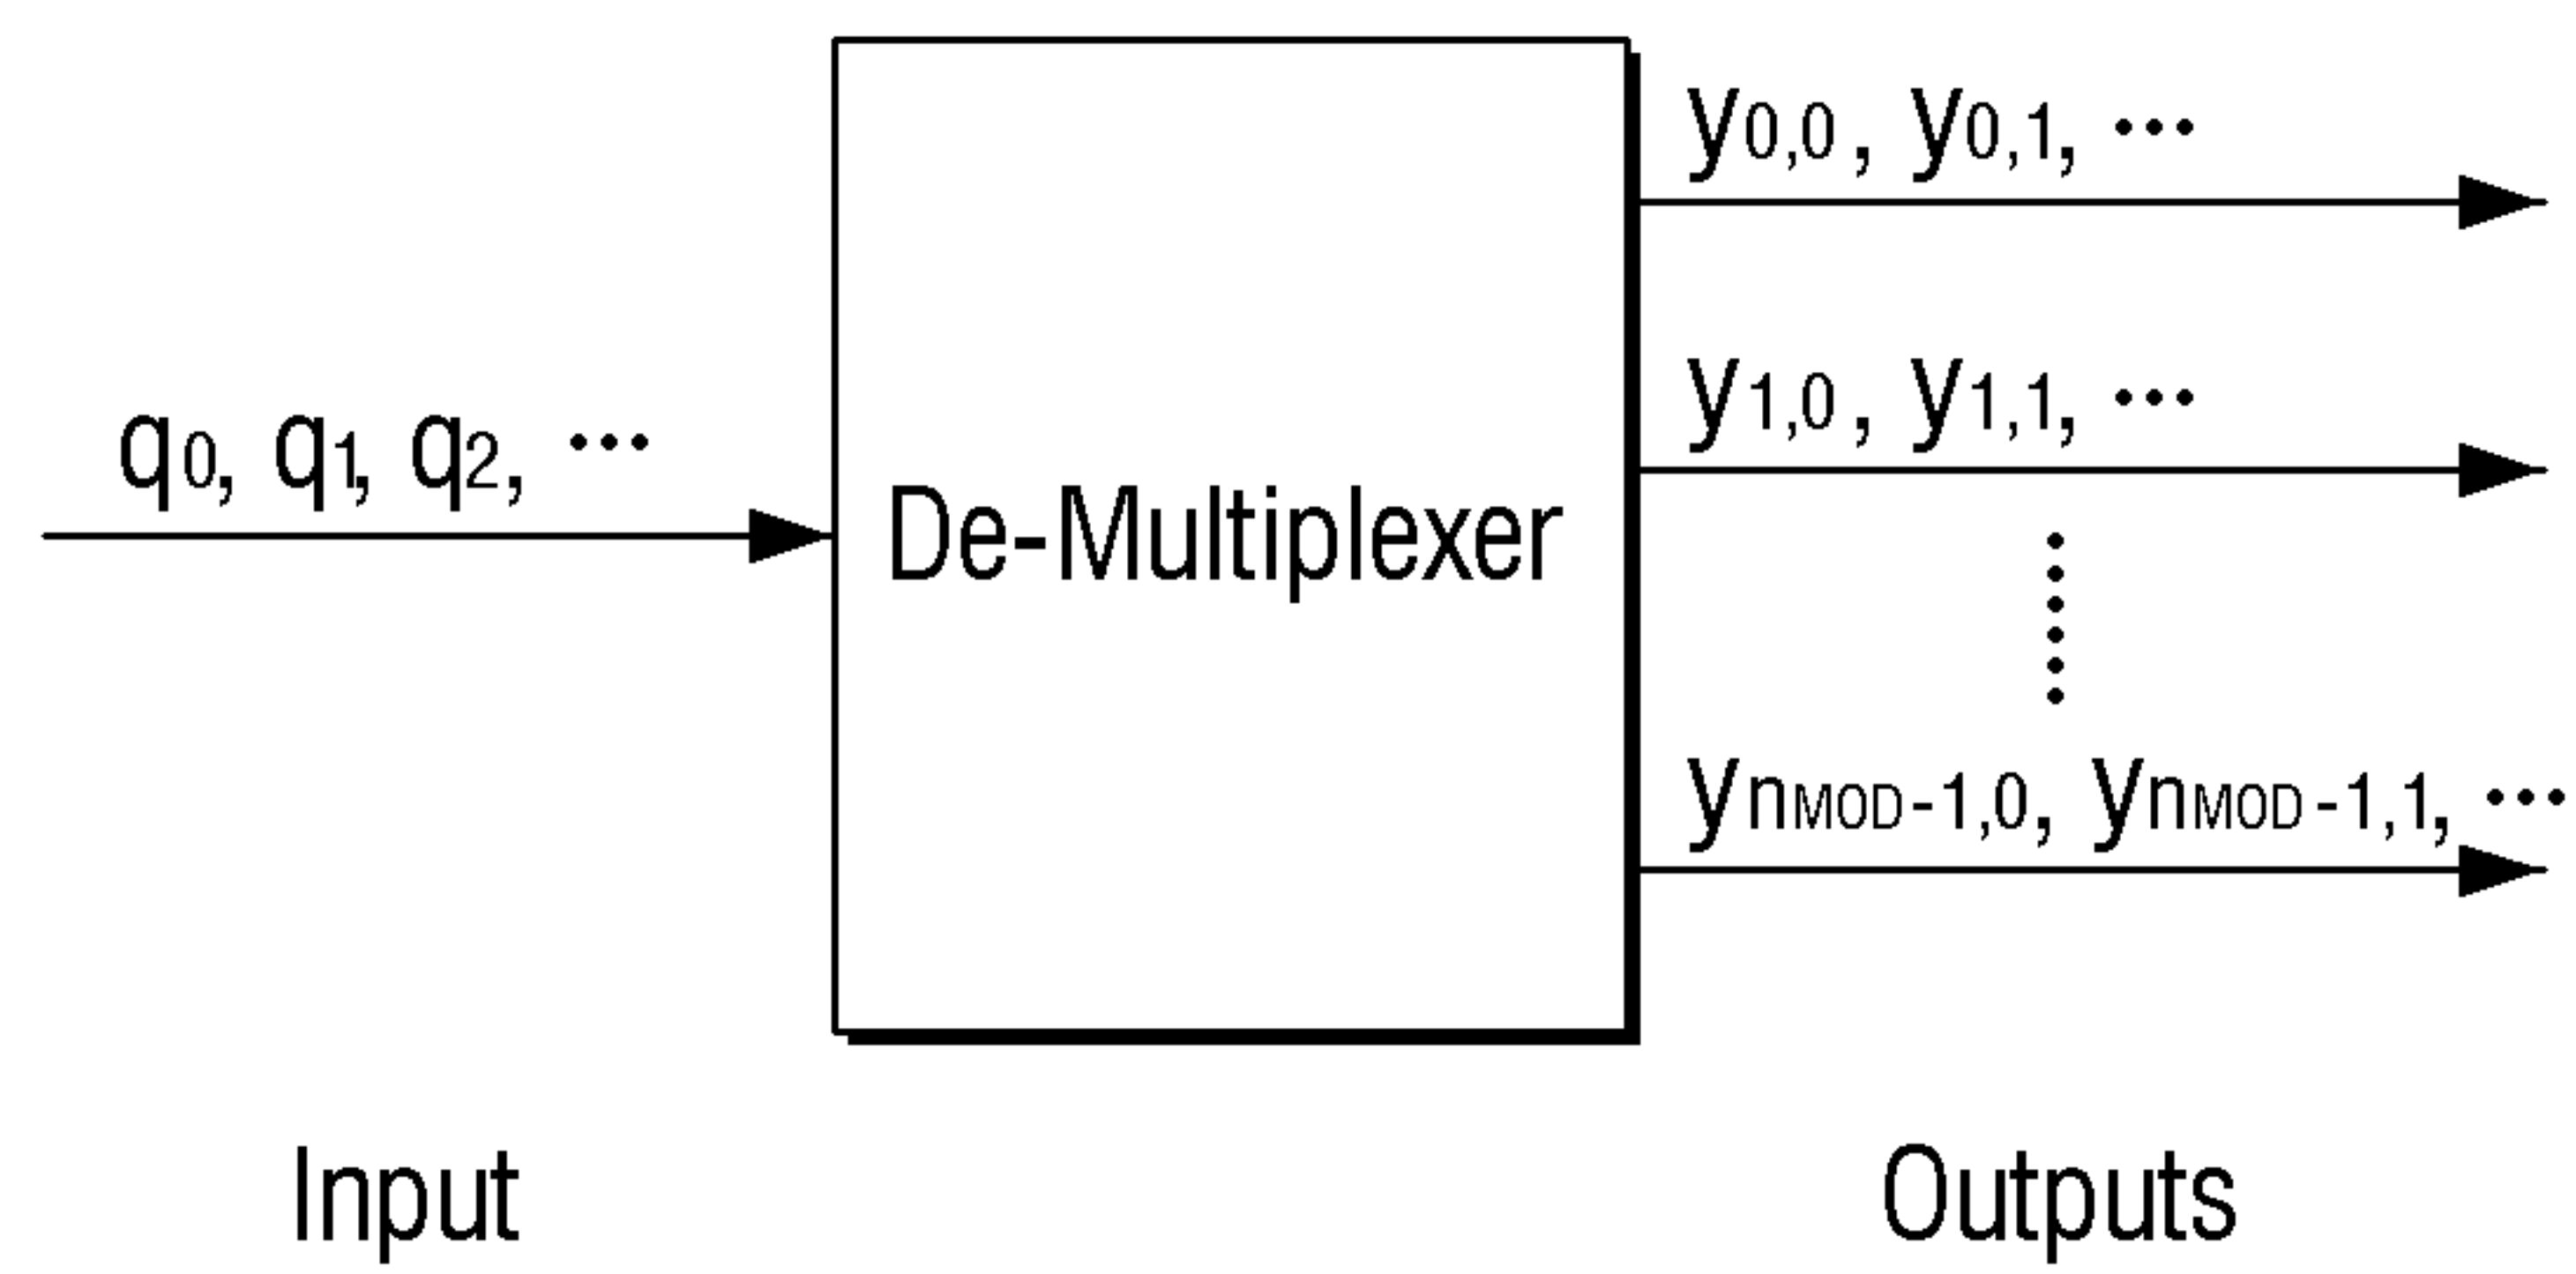 y0,0, y0,1, ...
y1,0, y1,1, ...
q0, q1, q2, ...
De-Multiplexer
ynMOD-1,0, ynMOD-1,1, ...
Input
Outputs